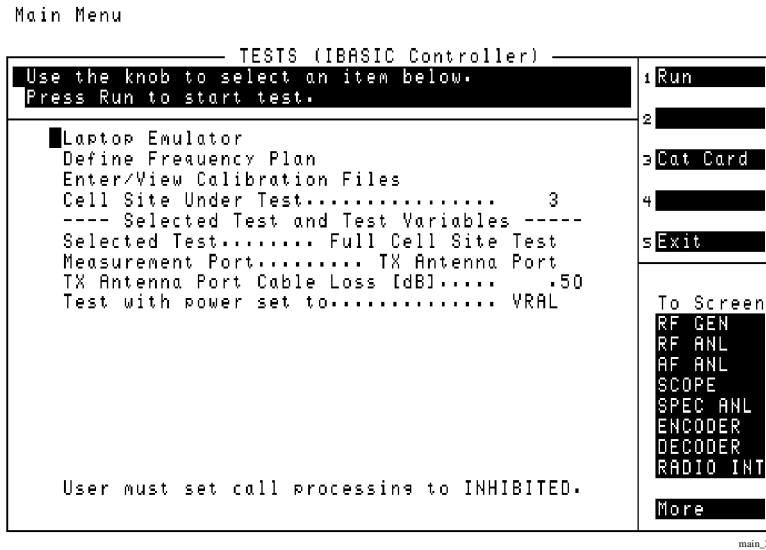 Main Menu
TESTS (IBASIC Controller)
Use the knob to select an item below.
Press Run to start test.
Laptop Emulator
Define Frequency Plan
Enter/View Calibration Files
Cell Site Under Test................ 3
---- Selected Test and Test Variables -----
Selected Test........ Full Cell Site Test
Measurement Port......... TX Antenna Port
TX Antenna Port Cable Loss [dB]..... .50
Test with power set to............... VRAL
User must set call processing to INHIBITED.
1 Run
2
3 Cat Card
4
5 Exit
To Screen
RF GEN
RF ANL
AF ANL
SCOPE
SPEC ANL
ENCODER
DECODER
RADIO INT
More